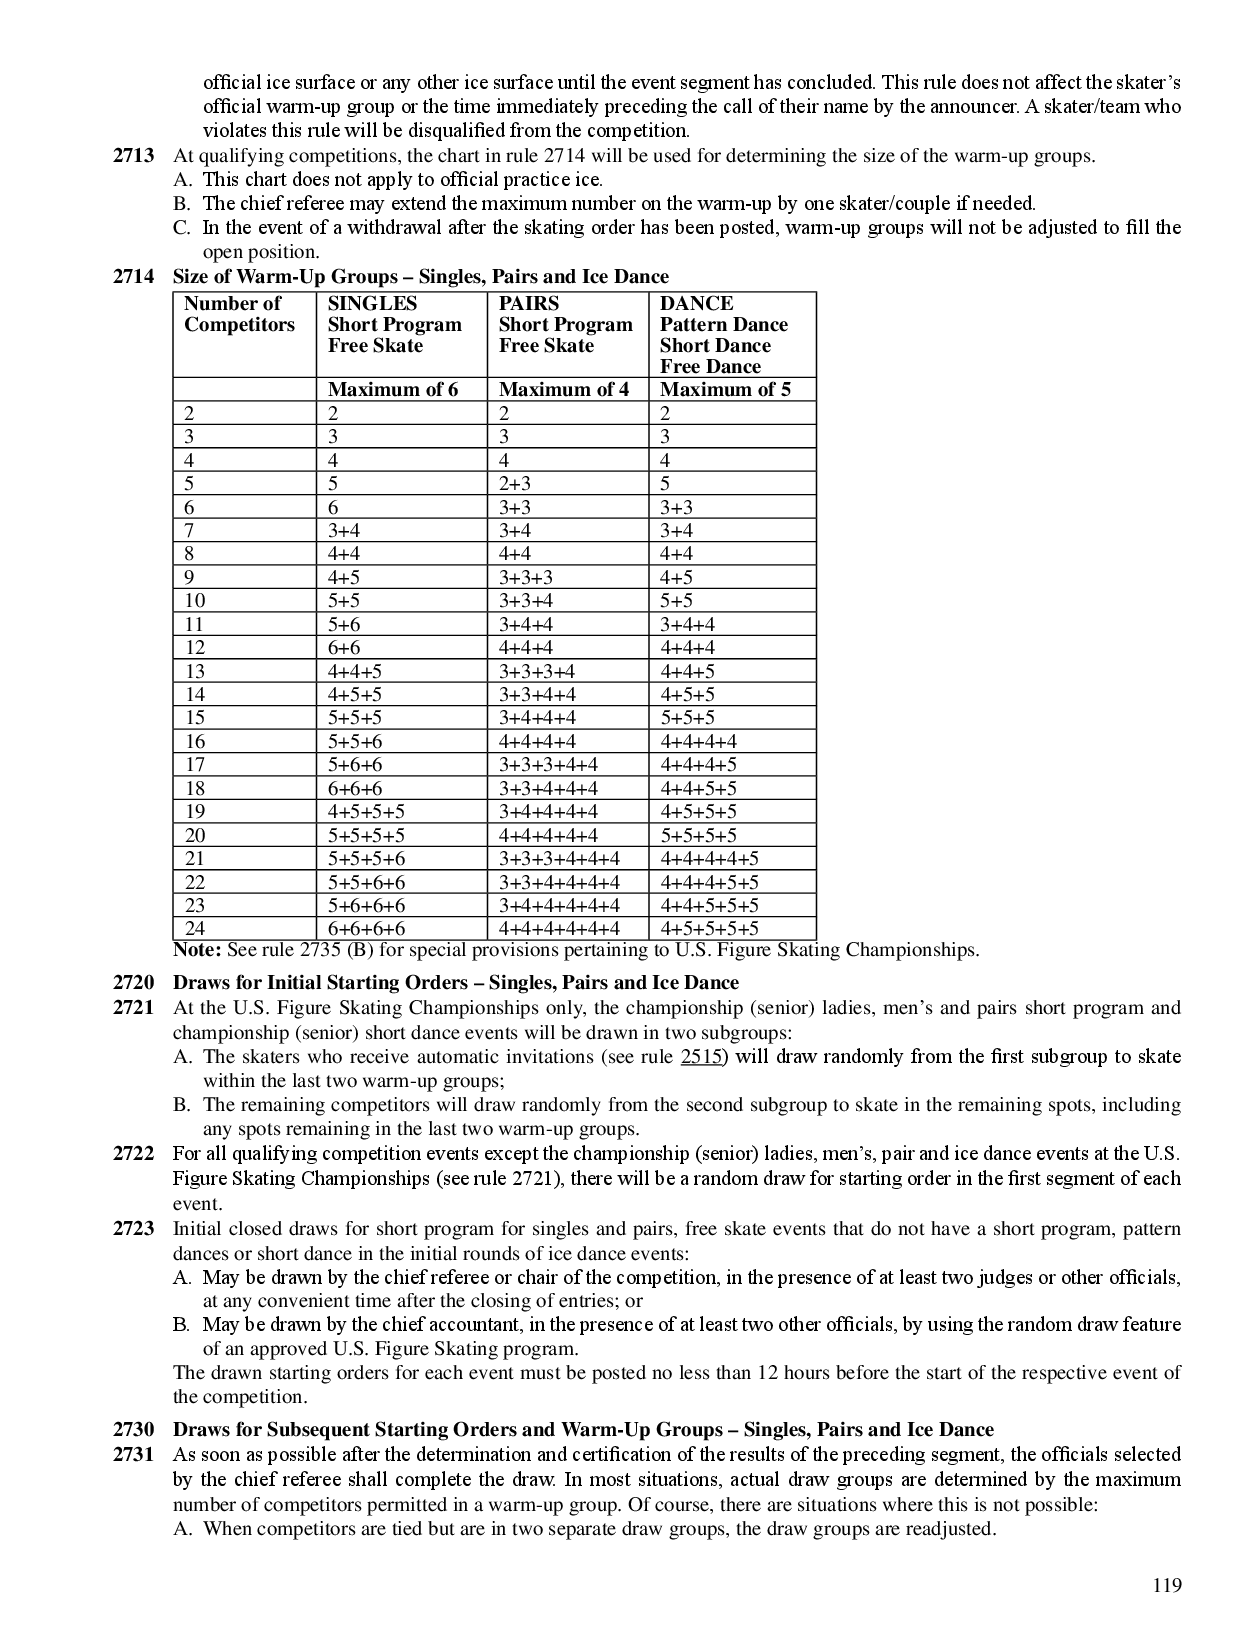 official ice surface or any other ice surface until the event segment has concluded. This rule does not affect the skater’s
official warm-up group or the time immediately preceding the call of their name by the announcer. A skater/team who
violates this rule will be disqualified from the competition.
2713 At qualifying competitions, the chart in rule 2714 will be used for determining the size of the warm-up groups.
A. This chart does not apply to official practice ice.
B. The chief referee may extend the maximum number on the warm-up by one skater/couple if needed.
C. In the event of a withdrawal after the skating order has been posted, warm-up groups will not be adjusted to fill the
open position.
2714 Size of Warm-Up Groups – Singles, Pairs and Ice Dance
Number of SINGLES PAIRS DANCE
Competitors Short Program Short Program Pattern Dance
Free Skate Free Skate Short Dance
Free Dance
Maximum of 6 Maximum of 4 Maximum of 5
2 2 2 2
3 3 3 3
4 4 4 4
5 5 2+3 5
6 6 3+3 3+3
7 3+4 3+4 3+4
8 4+4 4+4 4+4
9 4+5 3+3+3 4+5
10 5+5 3+3+4 5+5
11 5+6 3+4+4 3+4+4
12 6+6 4+4+4 4+4+4
13 4+4+5 3+3+3+4 4+4+5
14 4+5+5 3+3+4+4 4+5+5
15 5+5+5 3+4+4+4 5+5+5
16 5+5+6 4+4+4+4 4+4+4+4
17 5+6+6 3+3+3+4+4 4+4+4+5
18 6+6+6 3+3+4+4+4 4+4+5+5
19 4+5+5+5 3+4+4+4+4 4+5+5+5
20 5+5+5+5 4+4+4+4+4 5+5+5+5
21 5+5+5+6 3+3+3+4+4+4 4+4+4+4+5
22 5+5+6+6 3+3+4+4+4+4 4+4+4+5+5
23 5+6+6+6 3+4+4+4+4+4 4+4+5+5+5
24 6+6+6+6 4+4+4+4+4+4 4+5+5+5+5
Note: See rule 2735 (B) for special provisions pertaining to U.S. Figure Skating Championships.
2720 Draws for Initial Starting Orders – Singles, Pairs and Ice Dance
2721 At the U.S. Figure Skating Championships only, the championship (senior) ladies, men’s and pairs short program and
championship (senior) short dance events will be drawn in two subgroups:
A. The skaters who receive automatic invitations (see rule 2515) will draw randomly from the first subgroup to skate
within the last two warm-up groups;
B. The remaining competitors will draw randomly from the second subgroup to skate in the remaining spots, including
any spots remaining in the last two warm-up groups.
2722 For all qualifying competition events except the championship (senior) ladies, men’s, pair and ice dance events at the U.S.
Figure Skating Championships (see rule 2721), there will be a random draw for starting order in the first segment of each
event.
2723 Initial closed draws for short program for singles and pairs, free skate events that do not have a short program, pattern
dances or short dance in the initial rounds of ice dance events:
A. May be drawn by the chief referee or chair of the competition, in the presence of at least two judges or other officials,
at any convenient time after the closing of entries; or
B. May be drawn by the chief accountant, in the presence of at least two other officials, by using the random draw feature
of an approved U.S. Figure Skating program.
The drawn starting orders for each event must be posted no less than 12 hours before the start of the respective event of
the competition.
2730 Draws for Subsequent Starting Orders and Warm-Up Groups – Singles, Pairs and Ice Dance
2731 As soon as possible after the determination and certification of the results of the preceding segment, the officials selected
by the chief referee shall complete the draw. In most situations, actual draw groups are determined by the maximum
number of competitors permitted in a warm-up group. Of course, there are situations where this is not possible:
A. When competitors are tied but are in two separate draw groups, the draw groups are readjusted.
119